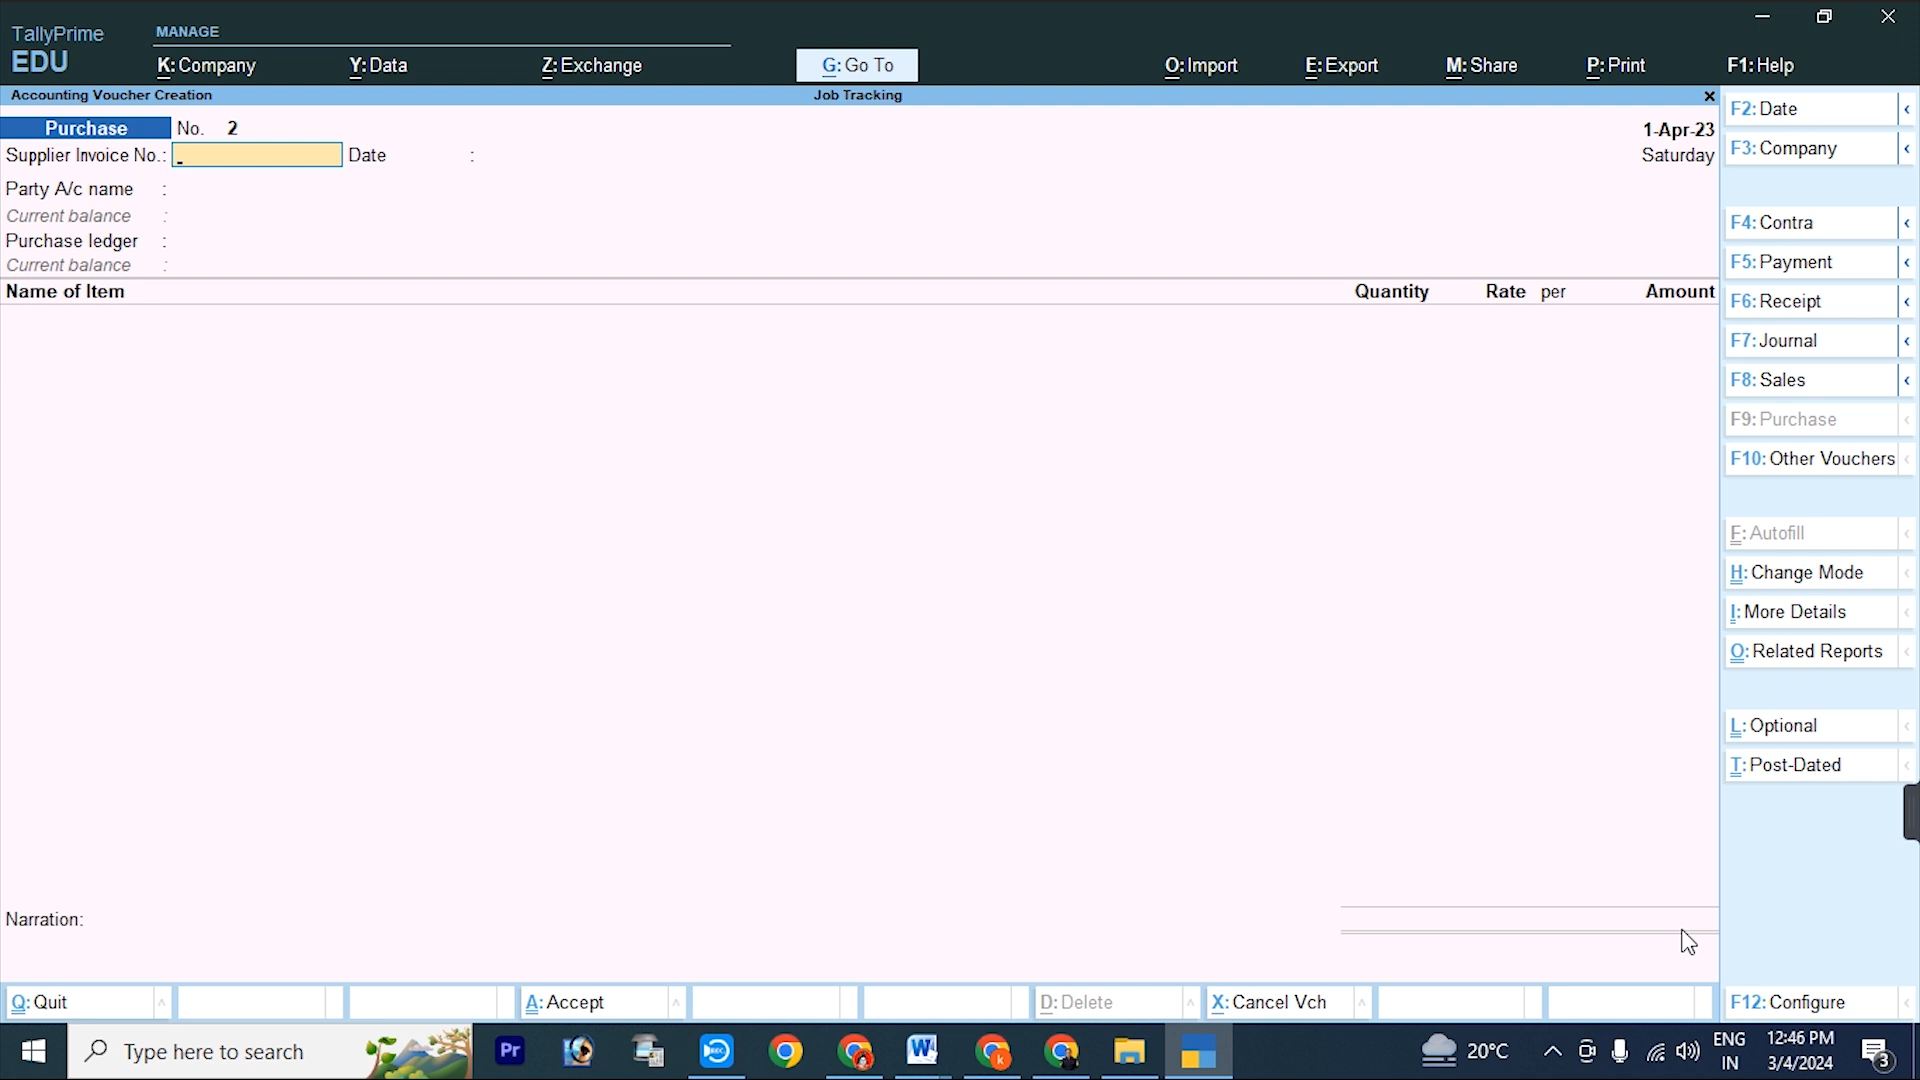 TallyPrime
EDU
MANAGE
K: Company
Y: Data
Z: Exchange
G: Go To
O: Import
E: Export
M: Share
P: Print
F1: Help
Accounting Voucher Creation
Job Tracking
Purchase No. 2
1-Apr-23
Supplier Invoice No.: Date :
Saturday
Party A/c name :
Current balance :
Purchase ledger :
Current balance :
Name of Item Quantity Rate per Amount
Narration:
F2: Date
F3: Company
F4: Contra
F5: Payment
F6: Receipt
F7: Journal
F8: Sales
F9: Purchase
F10: Other Vouchers
F: Autofill
H: Change Mode
I: More Details
O: Related Reports
L: Optional
T: Post-Dated
F12: Configure
Q: Quit
A: Accept
D: Delete
X: Cancel Vch
Type here to search
Pr
REC
W
k
20°C
ENG
IN
12:46 PM
3/4/2024
3